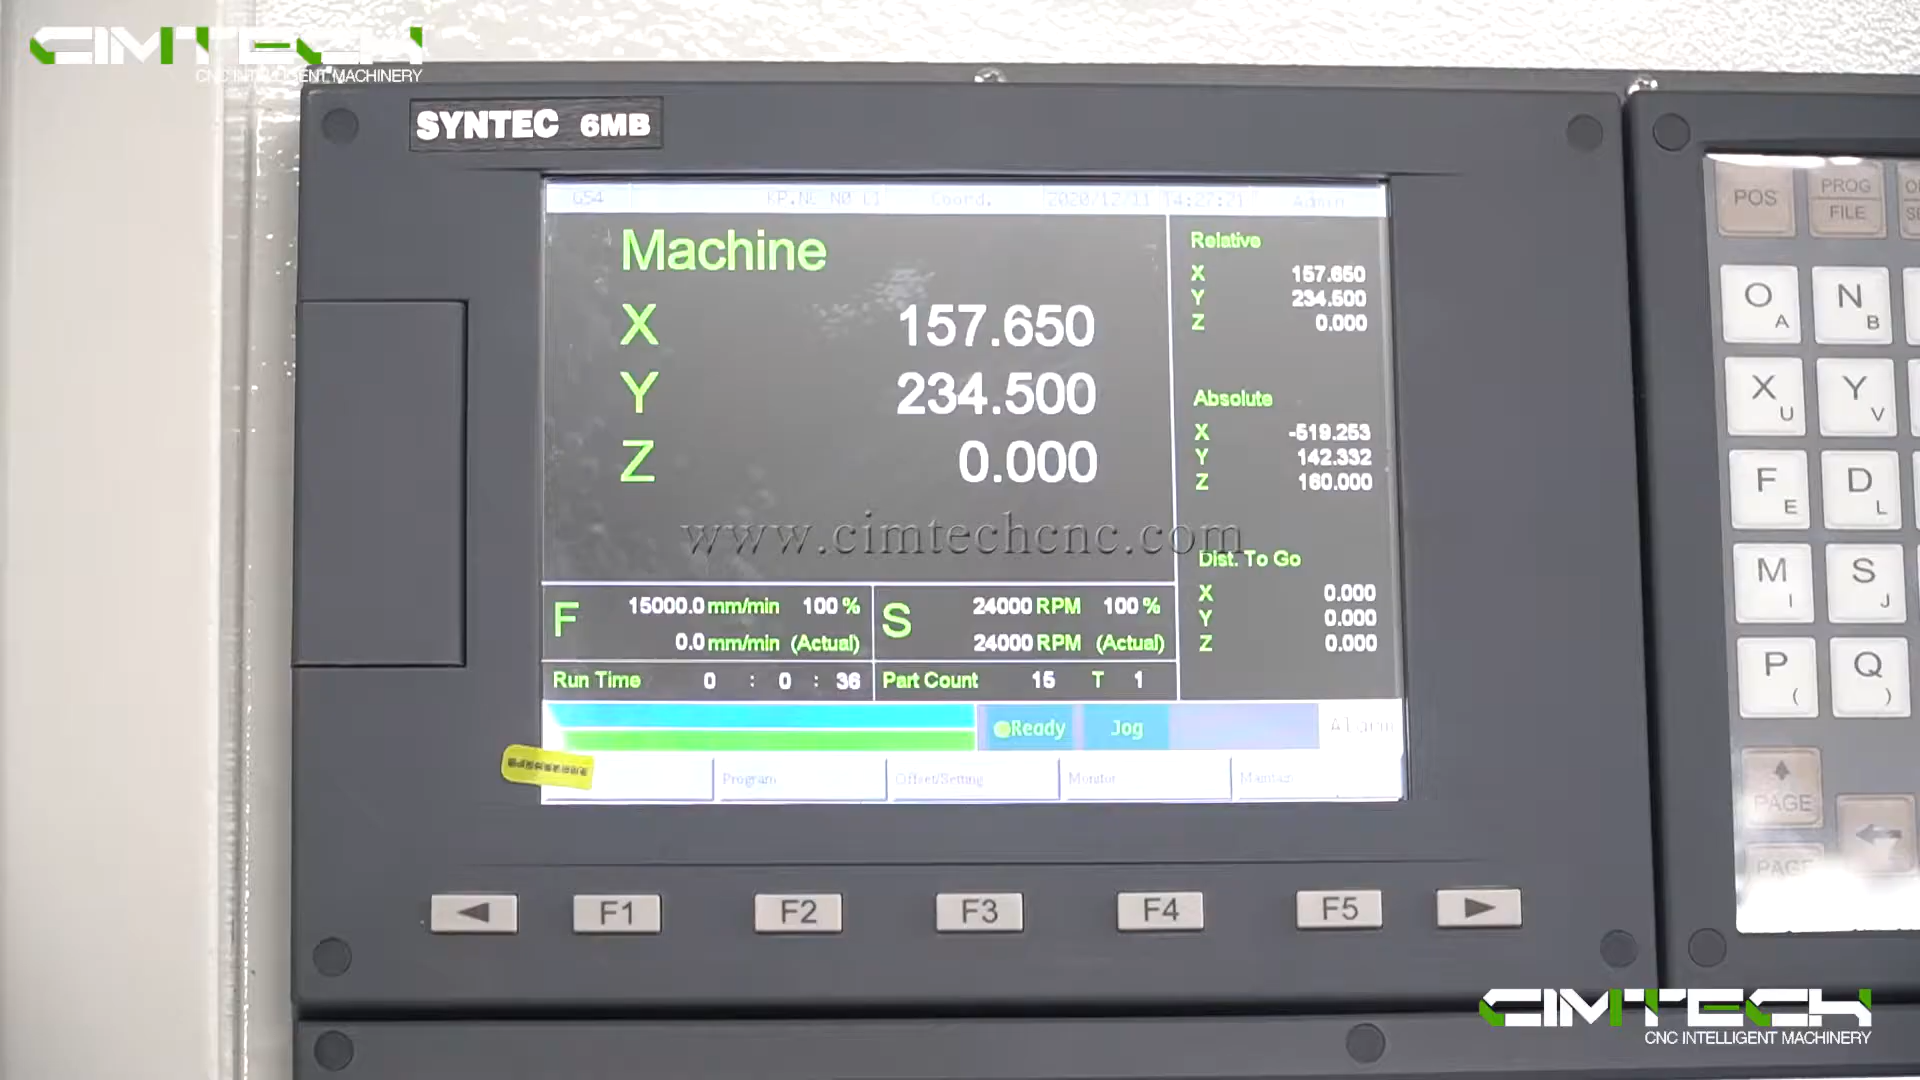 CIMTECH
CNC INTELLIGENT MACHINERY
SYNTEC 6MB
G54 KP.NC N0 L1 Coord. 2020/12/11 14:27:21 Admin
Machine
X 157.650
Y 234.500
Z 0.000
Relative
X 157.650
Y 234.500
Z 0.000
Absolute
X -519.253
Y 142.332
Z 160.000
www.cimtechcnc.com
Dist. To Go
X 0.000
Y 0.000
Z 0.000
F 15000.0 mm/min 100 %
0.0 mm/min (Actual)
S 24000 RPM 100 %
24000 RPM (Actual)
Run Time 0 : 0 : 36 Part Count 15 T 1
Ready Jog Alarm
Program Offset/Setting Monitor Maintain
F1 F2 F3 F4 F5
POS PROG FILE
O A N B
X U Y V
F E D L
M I S J
P ( Q )
PAGE
PAGE
CIMTECH
CNC INTELLIGENT MACHINERY